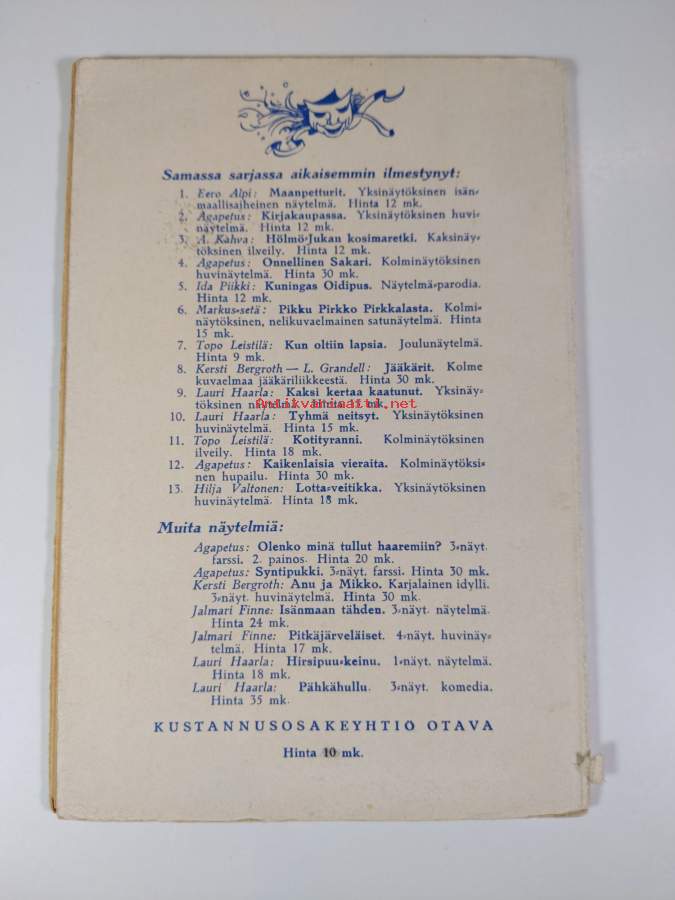 Samassa sarjassa aikaisemmin ilmestynyt:
1. Eero Alpi: Maanpetturit. Yksinäytöksinen isän-
maallisaiheinen näytelmä. Hinta 12 mk.
2. Agapetus: Kirjakaupassa. Yksinäytöksinen huvi-
näytelmä. Hinta 12 mk.
3. A. Kahva: Hölmö-Jukan kosimaretki. Kaksinäy-
töksinen ilveily. Hinta 12 mk.
4. Agapetus: Onnellinen Sakari. Kolminäytöksinen
huvinäytelmä. Hinta 30 mk.
5. Ida Piikki: Kuningas Oidipus. Näytelmä-parodia.
Hinta 12 mk.
6. Markus-setä: Pikku Pirkko Pirkkalasta. Kolmi-
näytöksinen, nelikuvaelmainen satunäytelmä. Hinta
15 mk.
7. Topo Leistilä: Kun oltiin lapsia. Joulunäytelmä.
Hinta 9 mk.
8. Kersti Bergroth — L. Grandell: Jääkärit. Kolme
kuvaelmaa jääkäriliikkeestä. Hinta 30 mk.
9. Lauri Haarla: Kaksi kertaa kaatunut. Yksinäy-
töksinen Hinta mk.
Antikvariaatti.net
10. Lauri Haarla: Tyhmä neitsyt. Yksinäytöksinen
huvinäytelmä. Hinta 15 mk.
11. Topo Leistilä: Kotityranni. Kolminäytöksinen
ilveily. Hinta 18 mk.
12. Agapetus: Kaikenlaisia vieraita. Kolminäytöksi-
nen hupailu. Hinta 30 mk.
13. Hilja Valtonen: Lotta-veitikka. Yksinäytöksinen
huvinäytelmä. Hinta 18 mk.
Muita näytelmiä:
Agapetus: Olenko minä tullut haaremiin? 3-näyt.
farssi. 2. painos. Hinta 20 mk.
Agapetus: Syntipukki. 3-näyt. farssi. Hinta 30 mk.
Kersti Bergroth: Anu ja Mikko. Karjalainen idylli.
3-näyt. huvinäytelmä. Hinta 30 mk.
Jalmari Finne: Isänmaan tähden. 3-näyt. näytelmä.
Hinta 24 mk.
Jalmari Finne: Pitkäjärveläiset. 4-näyt. huvinäy-
telmä. Hinta 17 mk.
Lauri Haarla: Hirsipuu-keinu. 1-näyt. näytelmä.
Hinta 18 mk.
Lauri Haarla: Pähkähullu. 3-näyt. komedia.
Hinta 35 mk.
KUSTANNUSOSAKEYHTIÖ OTAVA
Hinta 10 mk.